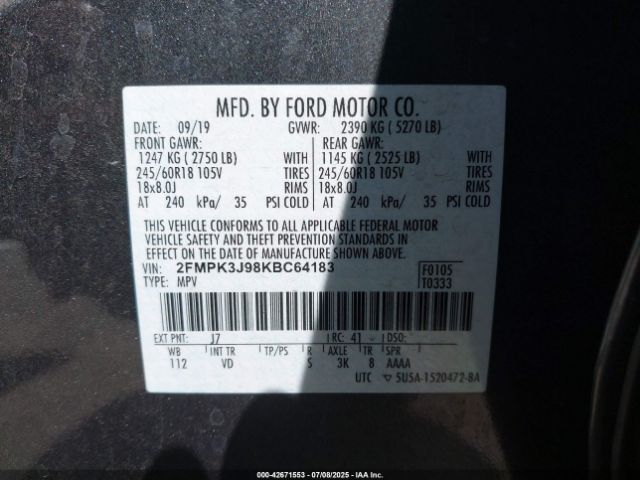 MFD. BY FORD MOTOR CO.
DATE: 09/19 GVWR: 2390 KG ( 5270 LB)
FRONT GAWR: REAR GAWR:
1247 KG ( 2750 LB) WITH 1145 KG ( 2525 LB) WITH
245/60R18 105V TIRES 245/60R18 105V TIRES
18x8.0J RIMS 18x8.0J RIMS
AT 240 kPa/ 35 PSI COLD AT 240 kPa/ 35 PSI COLD
THIS VEHICLE CONFORMS TO ALL APPLICABLE FEDERAL MOTOR
VEHICLE SAFETY AND THEFT PREVENTION STANDARDS IN
EFFECT ON THE DATE OF MANUFACTURE SHOWN ABOVE.
VIN: 2FMPK3J98KBC64183 F0105
TYPE: MPV T0333
EXT PNT: J7 RC: 41 DSO:
WB INT TR TP/PS R AXLE TR SPR
112 VD S 3K 8 AAAA
UTC 5U5A-1520472-BA
000-42671553 | 07/08/2025 | IAAI.COM